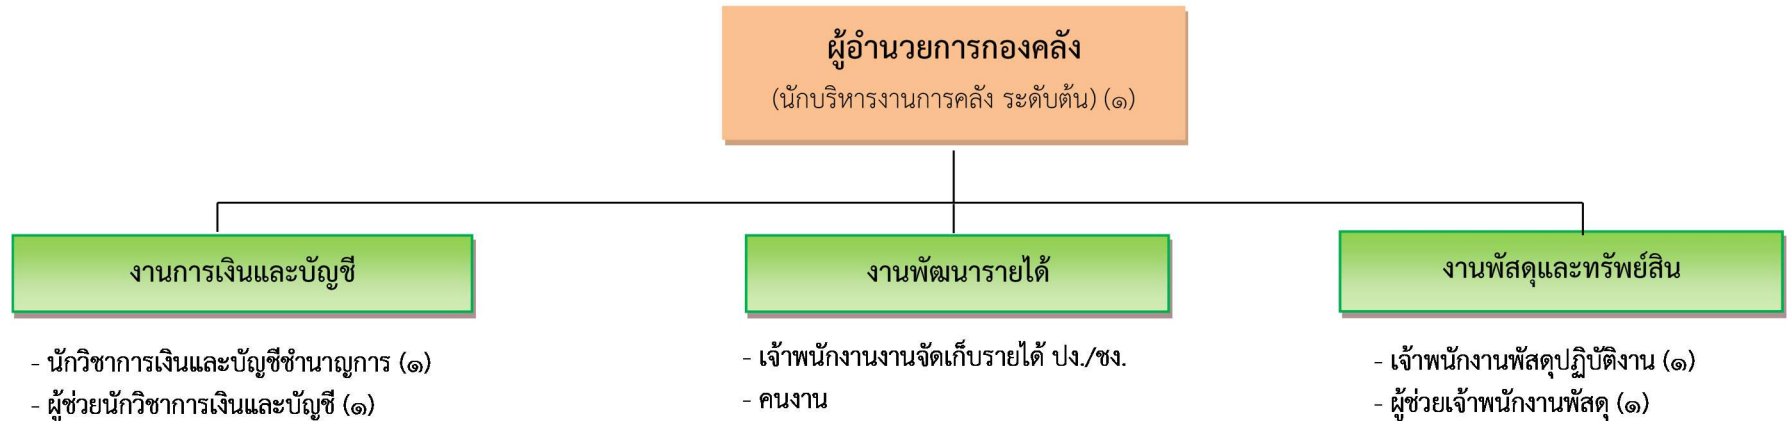 ผู้อำนวยการกองคลัง
(นักบริหารงานการคลัง ระดับต้น) (๑)
งานการเงินและบัญชี
- นักวิชาการเงินและบัญชีชำนาญการ (๑)
- ผู้ช่วยนักวิชาการเงินและบัญชี (๑)
งานพัฒนารายได้
- เจ้าพนักงานงานจัดเก็บรายได้ ปง./ชง.
- คนงาน
งานพัสดุและทรัพย์สิน
- เจ้าพนักงานพัสดุปฏิบัติงาน (๑)
- ผู้ช่วยเจ้าพนักงานพัสดุ (๑)